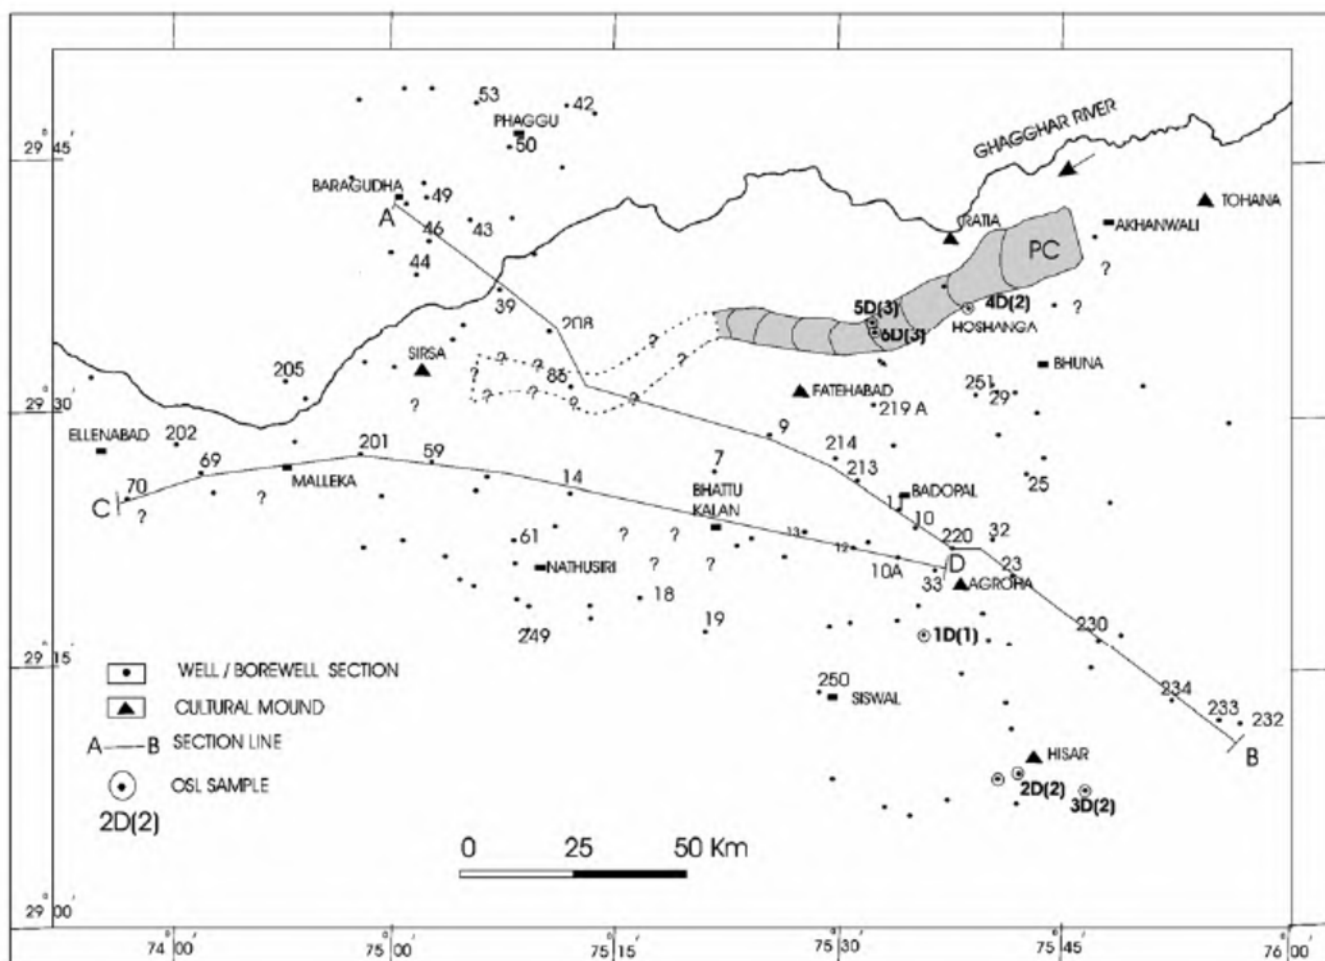 53
42
PHAGGU
50
GHAGGHAR RIVER
29° 45'
BARAGUDHA
49
A
46
43
44
RATIA
TOHANA
AKHANWALI
PC
?
39
208
5D(3)
6D(3)
4D(2)
HOSHANGA
?
?
SIRSA
?
?
?
?
86
?
?
?
?
?
205
?
BHUNA
FATEHABAD
251
29
219 A
29° 30'
ELLENABAD
202
201
59
9
214
213
69
MALLEKA
14
7
BHATTU
KALAN
25
70
C
?
?
BADOPAL
1
10
61
?
?
13
12
220
32
NATHUSIRI
?
?
10A
33
D
23
AGROHA
18
19
249
1D(1)
230
29° 15'
WELL / BOREWELL SECTION
250
SISWAL
234
233
232
CULTURAL MOUND
A
B
SECTION LINE
HISAR
B
OSL SAMPLE
2D(2)
2D(2)
3D(2)
0 25 50 Km
29° 00'
74° 00'
75° 00'
75° 15'
75° 30'
75° 45'
76° 00'